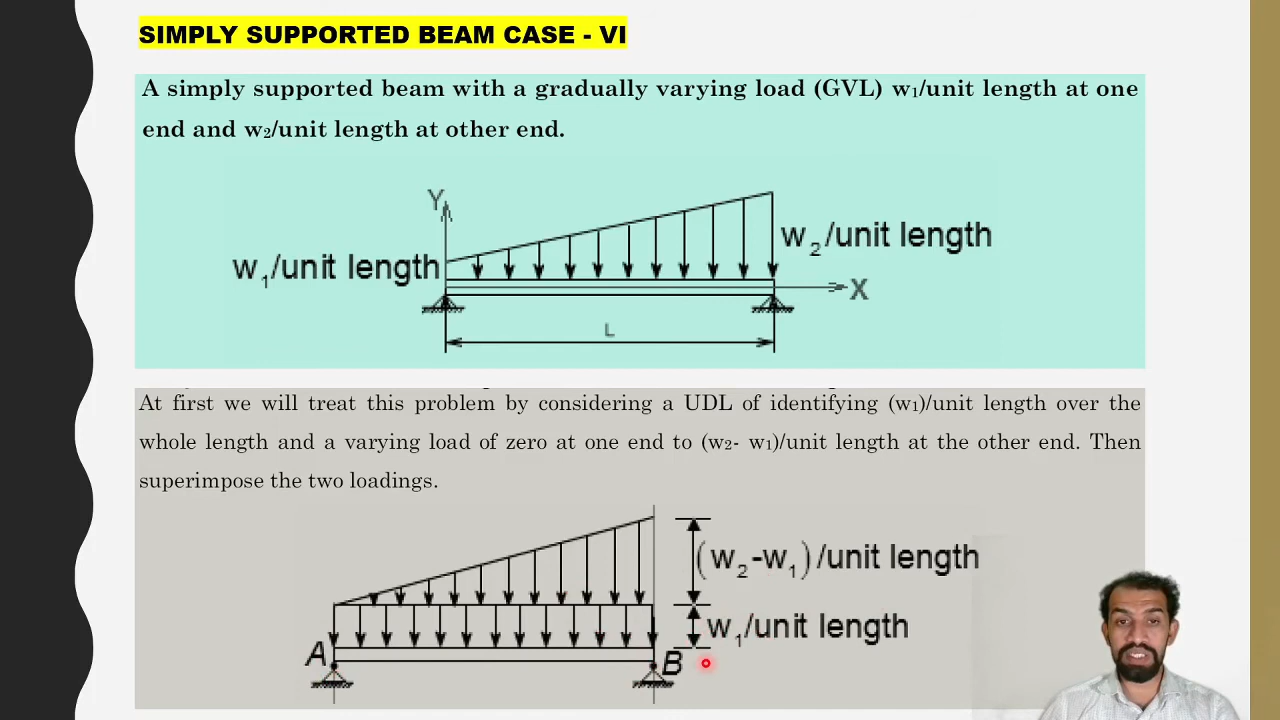 SIMPLY SUPPORTED BEAM CASE - VI
A simply supported beam with a gradually varying load (GVL) w₁/unit length at one
end and w₂/unit length at other end.
Y
w₁/unit length
w₂/unit length
X
L
At first we will treat this problem by considering a UDL of identifying (w₁)/unit length over the
whole length and a varying load of zero at one end to (w₂- w₁)/unit length at the other end. Then
superimpose the two loadings.
(w₂-w₁)/unit length
w₁/unit length
A
B